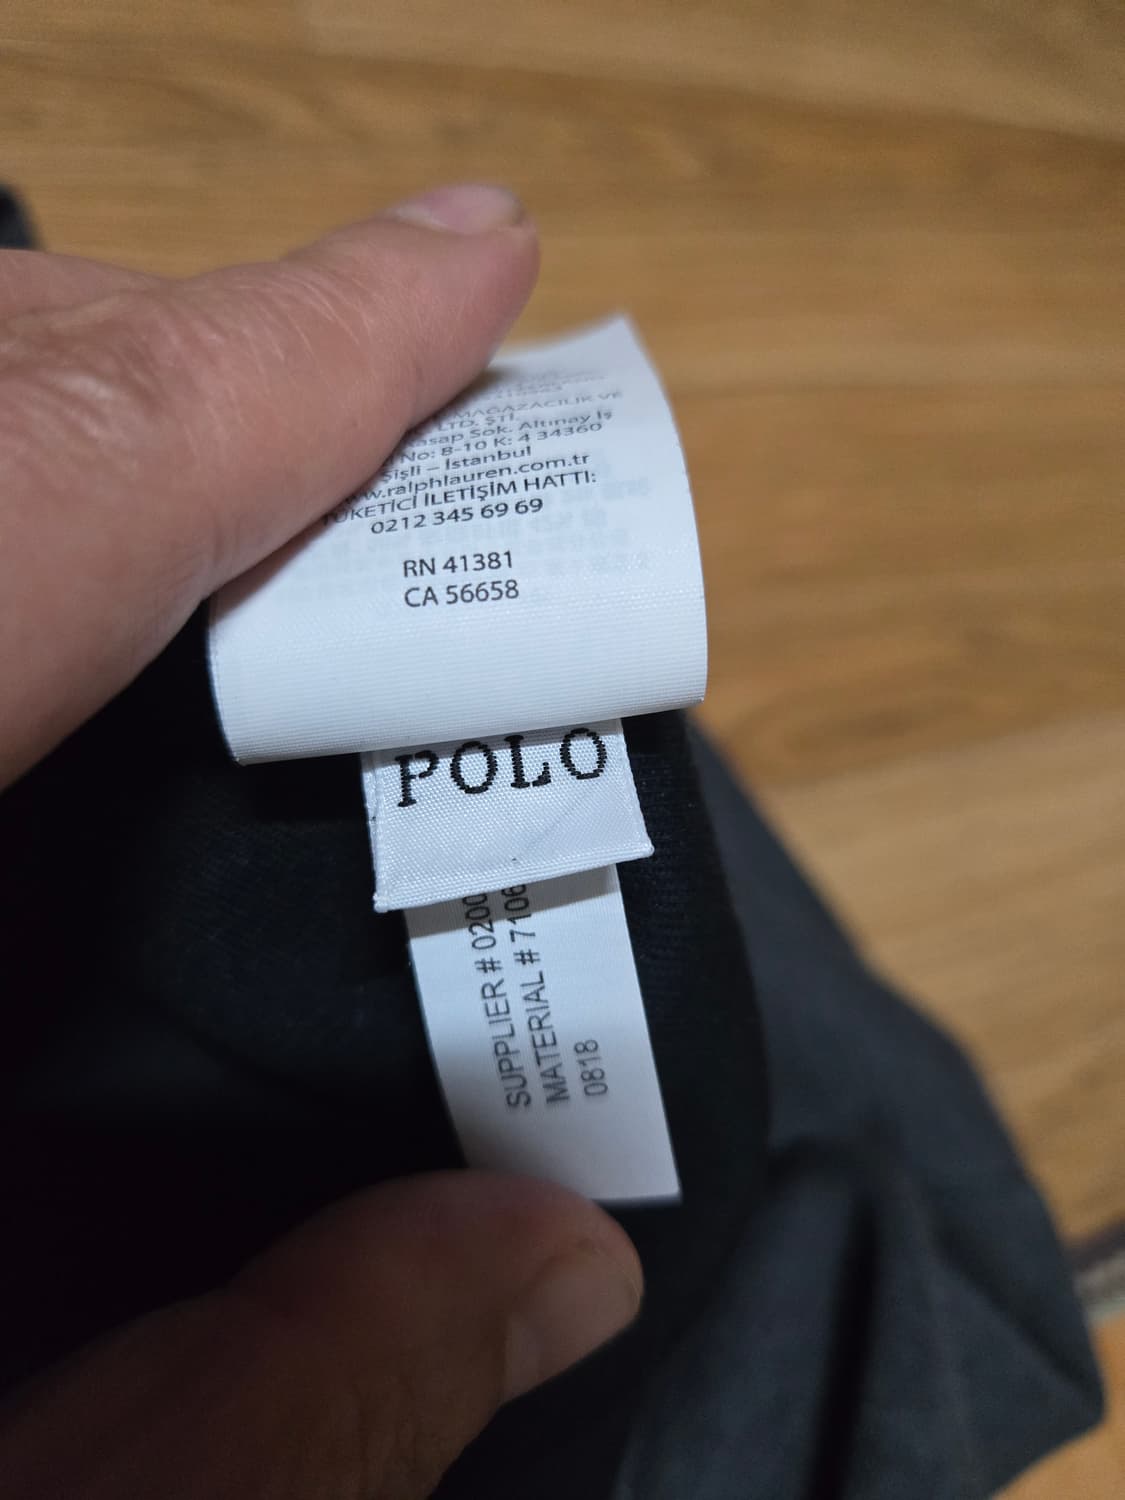 MAĞAZACILIK VE
LTD. ŞTİ.
Kasap Sok. Altınay İş
No: 8-10 K: 4 34360
Şişli – İstanbul
www.ralphlauren.com.tr
TÜKETİCİ İLETİŞİM HATTI:
0212 345 69 69
RN 41381
CA 56658
POLO
SUPPLIER # 0200
MATERIAL # 7106
0818